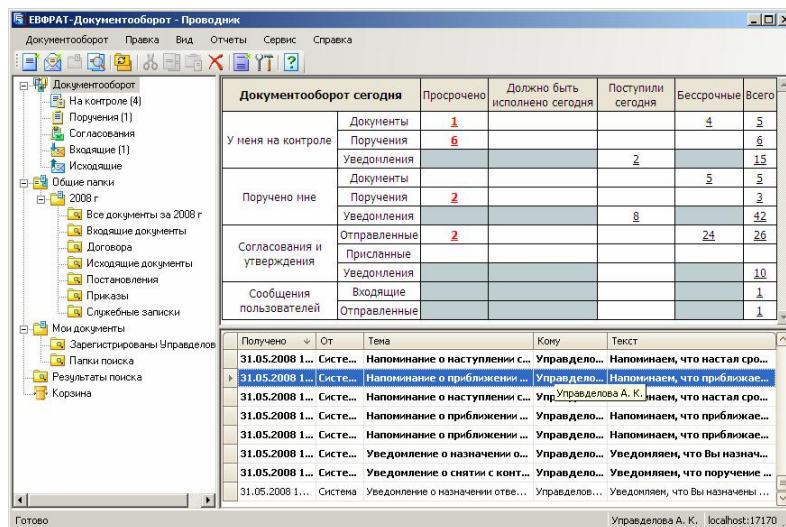 ЕВФРАТ-Документооборот - Проводник
Документооборот Правка Вид Отчеты Сервис Справка
Документооборот
На контроле (4)
Поручения (1)
Согласования
Входящие (1)
Исходящие
Общие папки
2008 г
Все документы за 2008 г
Входящие документы
Договора
Исходящие документы
Постановления
Приказы
Служебные записки
Мои документы
Зарегистрированы Управделов
Папки поиска
Результаты поиска
Корзина
Документооборот сегодня Просрочено Должно быть исполнено сегодня Поступили сегодня Бессрочные Всего
У меня на контроле Документы 1 4 5
Поручения 6 6
Уведомления 2 15
Поручено мне Документы 5 5
Поручения 2 3
Уведомления 8 42
Согласования и утверждения Отправленные 2 24 26
Присланные
Уведомления 10
Сообщения пользователей Входящие 1
Отправленные 1
Получено От Тема Кому Текст
31.05.2008 1... Систе... Напоминание о наступлении с... Управдело... Напоминаем, что настал сро...
31.05.2008 1... Систе... Напоминание о приближении ... Управдело... Напоминаем, что приближае...
Управделова А. К.
31.05.2008 1... Систе... Напоминание о наступлении с... Управдело... Напоминаем, что настал сро...
31.05.2008 1... Систе... Напоминание о приближении ... Управдело... Напоминаем, что приближае...
31.05.2008 1... Систе... Напоминание о приближении ... Управдело... Напоминаем, что приближае...
31.05.2008 1... Систе... Уведомление о назначении о... Управдело... Уведомляем, что Вы назнач...
31.05.2008 1... Систе... Уведомление о снятии с конт... Управдело... Уведомляем, что поручение ...
31.05.2008 1... Система Уведомление о назначении отве... Управделов... Уведомляем, что Вы назначены ...
Готово Управделова А. К. localhost:17170